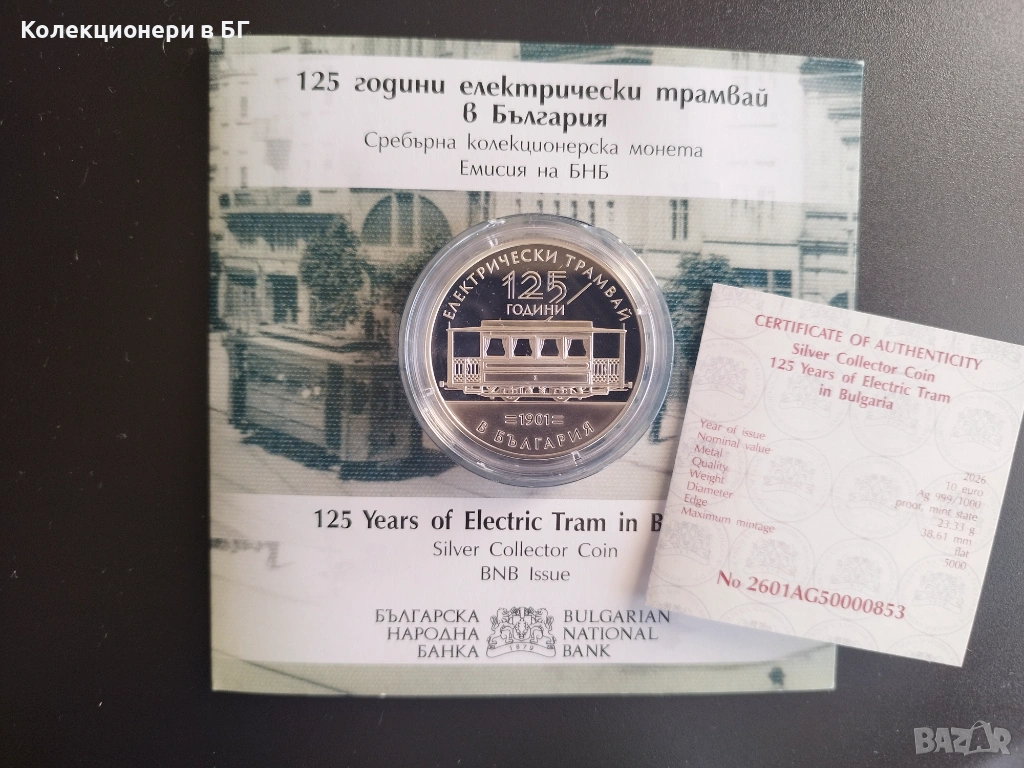 Колекционери в БГ
125 години електрически трамвай
в България
Сребърна колекционерска монета
Емисия на БНБ
ЕЛЕКТРИЧЕСКИ ТРАМВАЙ
125
ГОДИНИ
1901
В БЪЛГАРИЯ
125 Years of Electric Tram in B
Silver Collector Coin
BNB Issue
БЪЛГАРСКА
НАРОДНА
БАНКА
1879
BULGARIAN
NATIONAL
BANK
CERTIFICATE OF AUTHENTICITY
Silver Collector Coin
125 Years of Electric Tram
in Bulgaria
Year of issue 2026
Nominal value 10 euro
Metal Ag 999/1000
Quality proof, mint state
Weight 23.33 g
Diameter 38.61 mm
Edge flat
Maximum mintage 5000
No 2601AG50000853
BAZAR